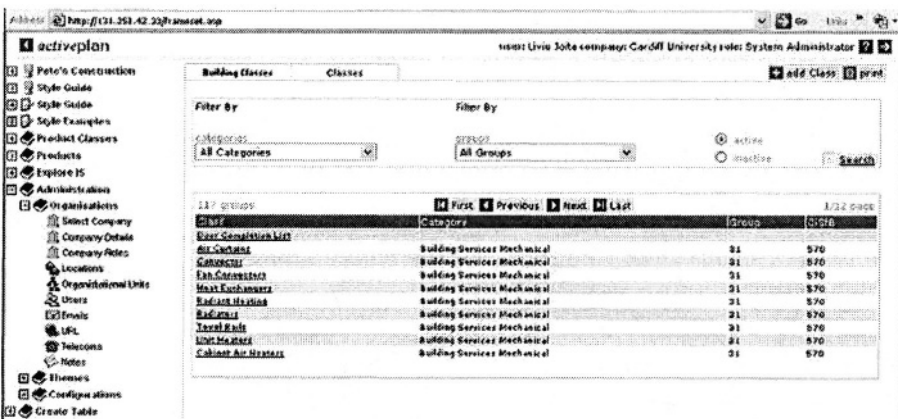 Address http://131.251.42.33/frameset.asp Go Links
activeplan
user: Liviu Joita company: Cardiff University role: System Administrator
Pete's Construction
Style Guide
Style Guide
Style Examples
Product Classes
Products
Explore IS
Administration
Organisations
Select Company
Company Details
Company Roles
Locations
Organisational Units
Users
Emails
URL
Telecoms
Notes
Themes
Configurations
Create Table
Building Classes Classes
add Class print
Filter By Filter By
categories groups
All Categories All Groups
active
inactive
Search
117 groups First Previous Next Last 1/12 page
Class Category Group CISfB
Door Completion List
Air Curtains Building Services Mechanical 31 570
Convector Building Services Mechanical 31 570
Fan Convectors Building Services Mechanical 31 570
Heat Exchangers Building Services Mechanical 31 570
Radiant Heating Building Services Mechanical 31 570
Radiators Building Services Mechanical 31 570
Towel Rails Building Services Mechanical 31 570
Unit Heaters Building Services Mechanical 31 570
Cabinet Air Heaters Building Services Mechanical 31 570